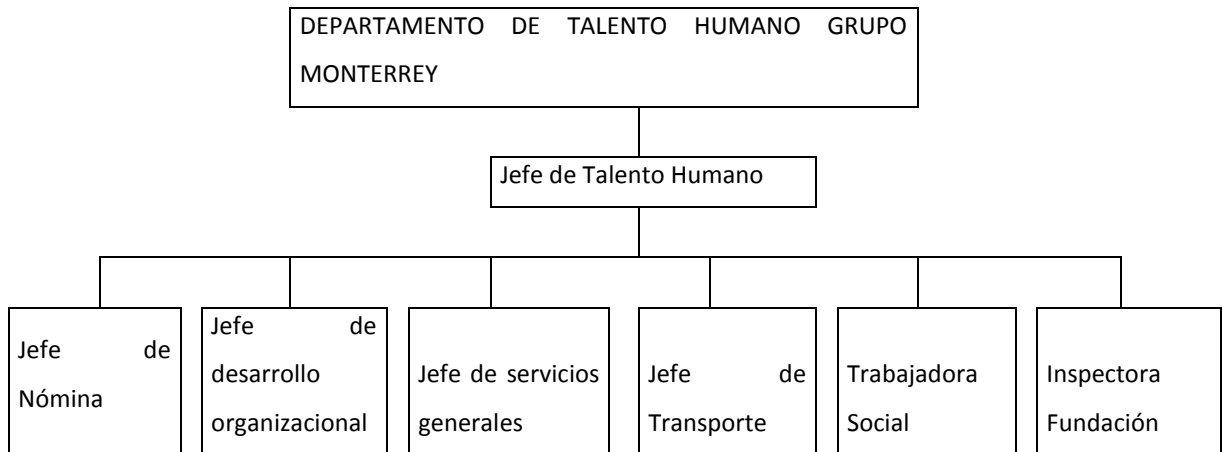 DEPARTAMENTO DE TALENTO HUMANO GRUPO
MONTERREY
Jefe de Talento Humano
Jefe de
Nómina
Jefe de
desarrollo
organizacional
Jefe de servicios
generales
Jefe de
Transporte
Trabajadora
Social
Inspectora
Fundación